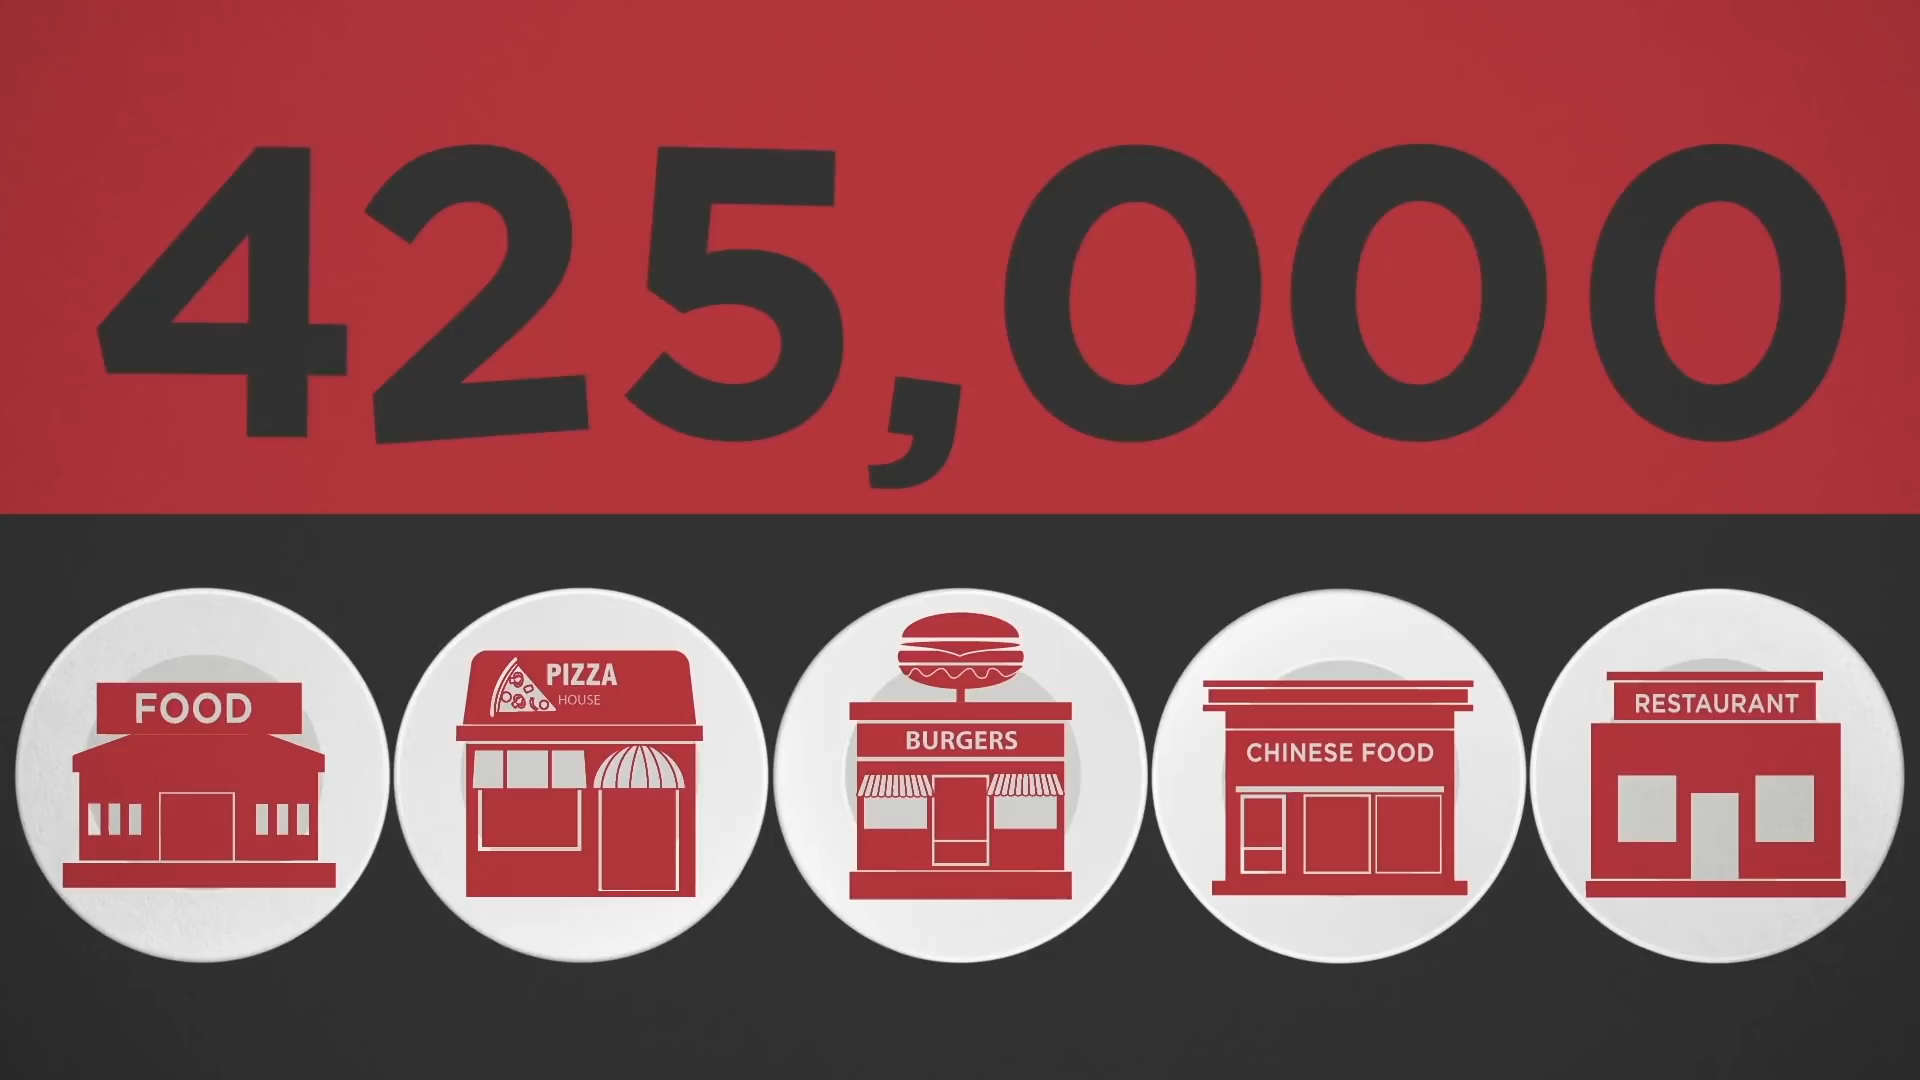 425,000
FOOD
PIZZA
HOUSE
BURGERS
CHINESE FOOD
RESTAURANT